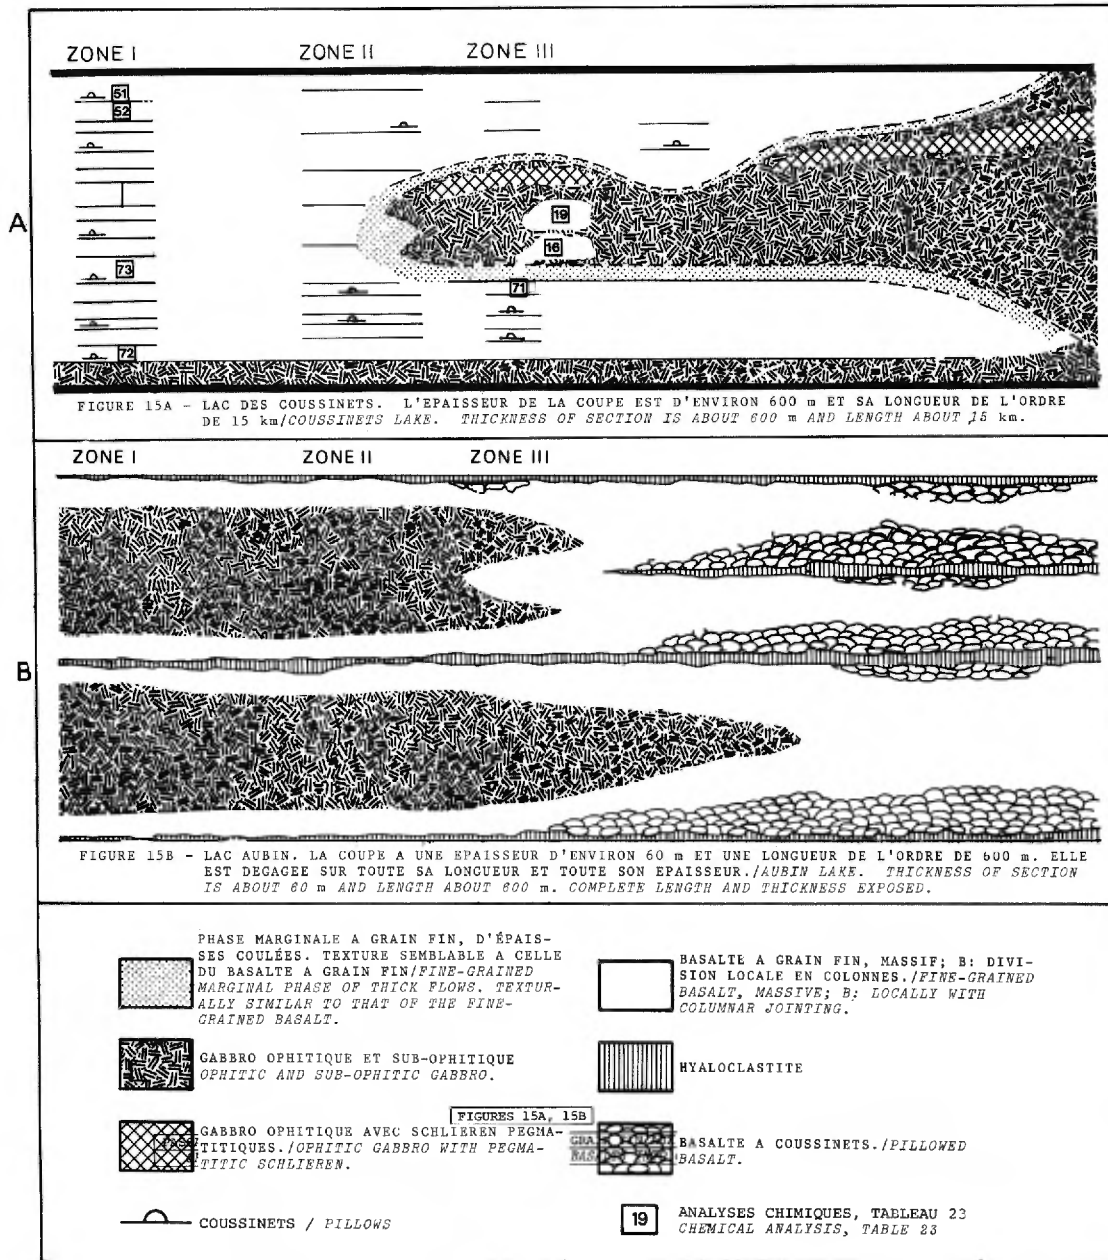 ZONE I ZONE II ZONE III
51
52
A
19
73
16
71
72
FIGURE 15A - LAC DES COUSSINETS. L'EPAISSEUR DE LA COUPE EST D'ENVIRON 600 m ET SA LONGUEUR DE L'ORDRE
DE 15 km/COUSSINETS LAKE. THICKNESS OF SECTION IS ABOUT 600 m AND LENGTH ABOUT 15 km.
ZONE I ZONE II ZONE III
B
FIGURE 15B - LAC AUBIN. LA COUPE A UNE EPAISSEUR D'ENVIRON 60 m ET UNE LONGUEUR DE L'ORDRE DE 600 m. ELLE
EST DEGAGEE SUR TOUTE SA LONGUEUR ET TOUTE SON EPAISSEUR./AUBIN LAKE. THICKNESS OF SECTION
IS ABOUT 60 m AND LENGTH ABOUT 600 m. COMPLETE LENGTH AND THICKNESS EXPOSED.
PHASE MARGINALE A GRAIN FIN, D'ÉPAIS-
SES COULÉES. TEXTURE SEMBLABLE A CELLE
DU BASALTE A GRAIN FIN/FINE-GRAINED
MARGINAL PHASE OF THICK FLOWS. TEXTUR-
ALLY SIMILAR TO THAT OF THE FINE-
GRAINED BASALT.
BASALTE A GRAIN FIN, MASSIF; B: DIVI-
SION LOCALE EN COLONNES./FINE-GRAINED
BASALT, MASSIVE; B: LOCALLY WITH
COLUMNAR JOINTING.
GABBRO OPHITIQUE ET SUB-OPHITIQUE
OPHITIC AND SUB-OPHITIC GABBRO.
HYALOCLASTITE
FIGURES 15A, 15B
GABBRO OPHITIQUE AVEC SCHLIEREN PEGMA-
TITIQUES./OPHITIC GABBRO WITH PEGMA-
TITIC SCHLIEREN.
BASALTE A COUSSINETS./PILLOWED
BASALT.
COUSSINETS / PILLOWS
19
ANALYSES CHIMIQUES, TABLEAU 23
CHEMICAL ANALYSIS, TABLE 23